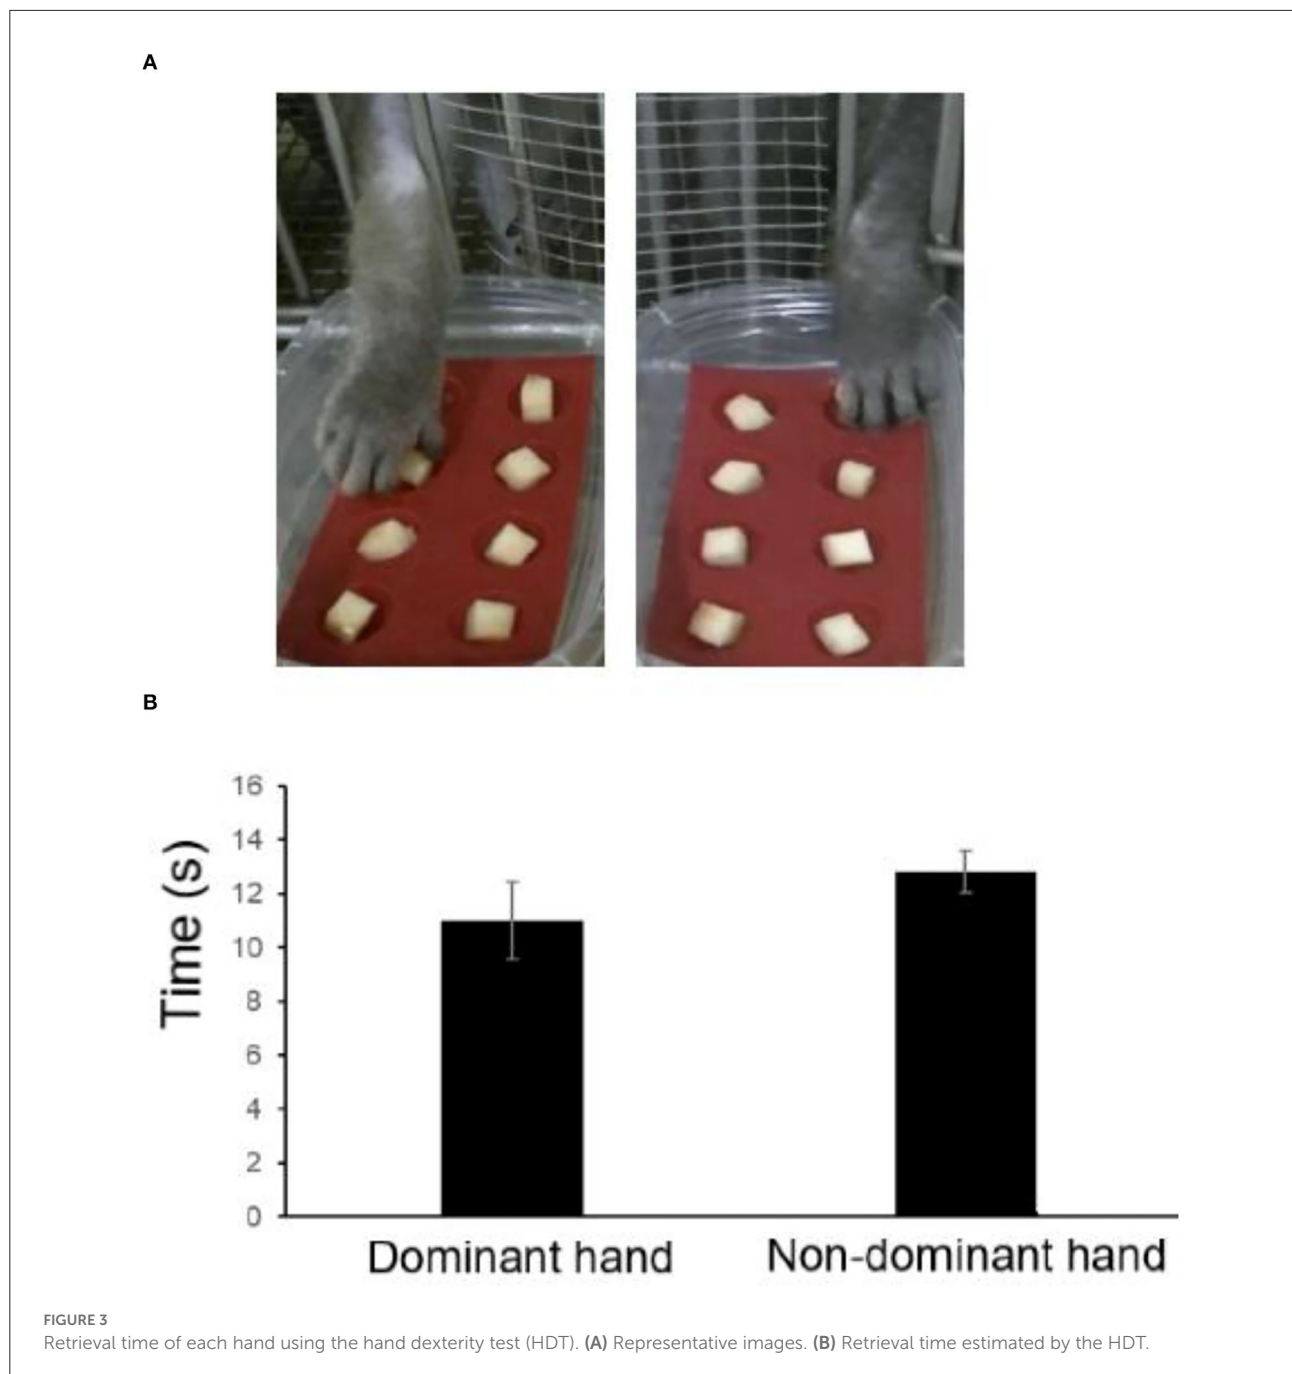 A
B
16
14
12
10
8
6
4
2
0
Time (s)
Dominant hand
Non-dominant hand
FIGURE 3
Retrieval time of each hand using the hand dexterity test (HDT). (A) Representative images. (B) Retrieval time estimated by the HDT.